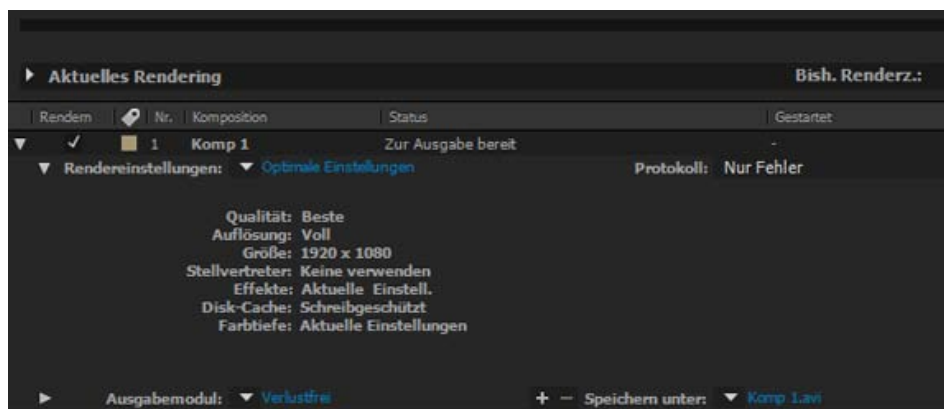 Aktuelles Rendering Bish. Renderz.:
Rendern Nr. Komposition Status Gestartet
1 Komp 1 Zur Ausgabe bereit -
Rendereinstellungen: Optimale Einstellungen Protokoll: Nur Fehler
Qualität: Beste
Auflösung: Voll
Größe: 1920 x 1080
Stellvertreter: Keine verwenden
Effekte: Aktuelle Einstell.
Disk-Cache: Schreibgeschützt
Farbtiefe: Aktuelle Einstellungen
Ausgabemodul: Verlustfrei + – Speichern unter: Komp 1.avi